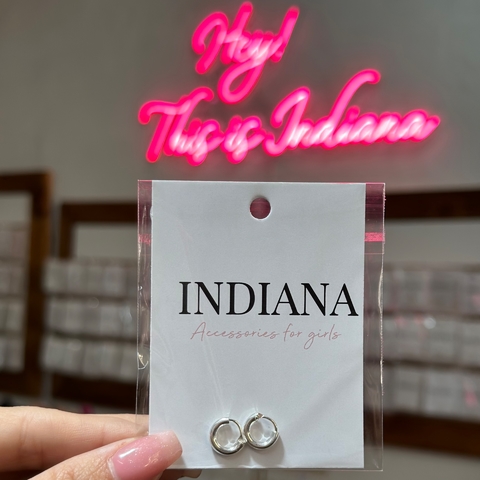 Hey!
This is Indiana
INDIANA
Accessories for girls